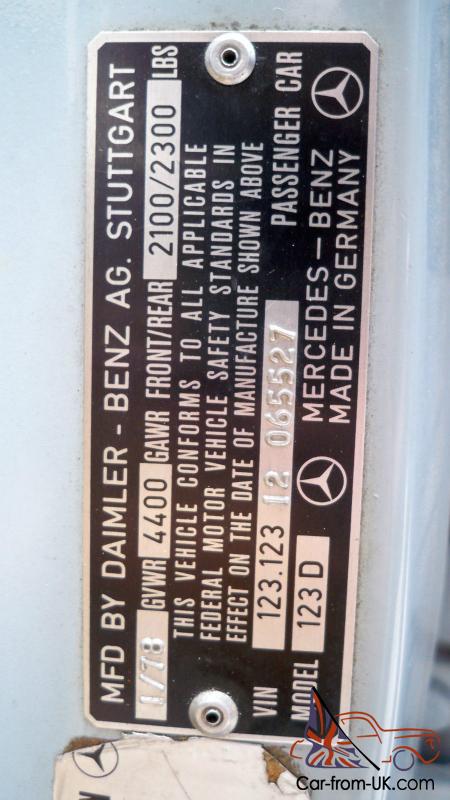 MFD BY DAIMLER - BENZ AG. STUTTGART
1/78 GVWR 4400 GAWR FRONT/REAR 2100/2300 LBS
THIS VEHICLE CONFORMS TO ALL APPLICABLE
FEDERAL MOTOR VEHICLE SAFETY STANDARDS IN
EFFECT ON THE DATE OF MANUFACTURE SHOWN ABOVE
VIN 123.123 12 065527 PASSENGER CAR
MODEL 123 D MERCEDES-BENZ
MADE IN GERMANY
Car-from-UK.com